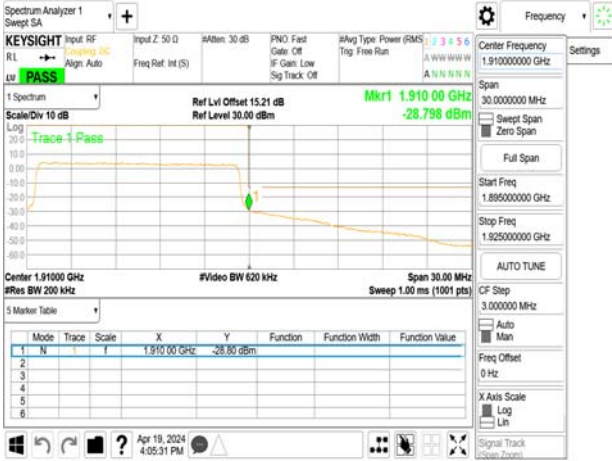 Spectrum Analyzer 1
Swept SA
+
Frequency
KEYSIGHT
Input: RF
Input Z: 50 Ω
#Atten: 30 dB
PNO: Fast
#Avg Type: Power (RMS
1 2 3 4 5 6
RL
Coupling: DC
Gate: Off
Trig: Free Run
A W W W W W
Align: Auto
Freq Ref: Int (S)
IF Gain: Low
LW PASS
Sig Track: Off
A N N N N N
1 Spectrum
Ref Lvl Offset 15.21 dB
Mkr1 1.910 00 GHz
Scale/Div 10 dB
Ref Level 30.00 dBm
-28.798 dBm
Log
Trace 1 Pass
20.0
10.0
0.00
-10.0
-20.0
-30.0
-40.0
-50.0
-60.0
1
Center 1.91000 GHz
#Video BW 620 kHz
Span 30.00 MHz
#Res BW 200 kHz
Sweep 1.00 ms (1001 pts)
5 Marker Table
Mode Trace Scale X Y Function Function Width Function Value
1 N 1 f 1.910 00 GHz -28.80 dBm
2
3
4
5
6
Apr 19, 2024
4:05:31 PM
?
Center Frequency
1.910000000 GHz
Settings
Span
30.0000000 MHz
Swept Span
Zero Span
Full Span
Start Freq
1.895000000 GHz
Stop Freq
1.925000000 GHz
AUTO TUNE
CF Step
3.000000 MHz
Auto
Man
Freq Offset
0 Hz
X Axis Scale
Log
Lin
Signal Track
(Span Zoom)